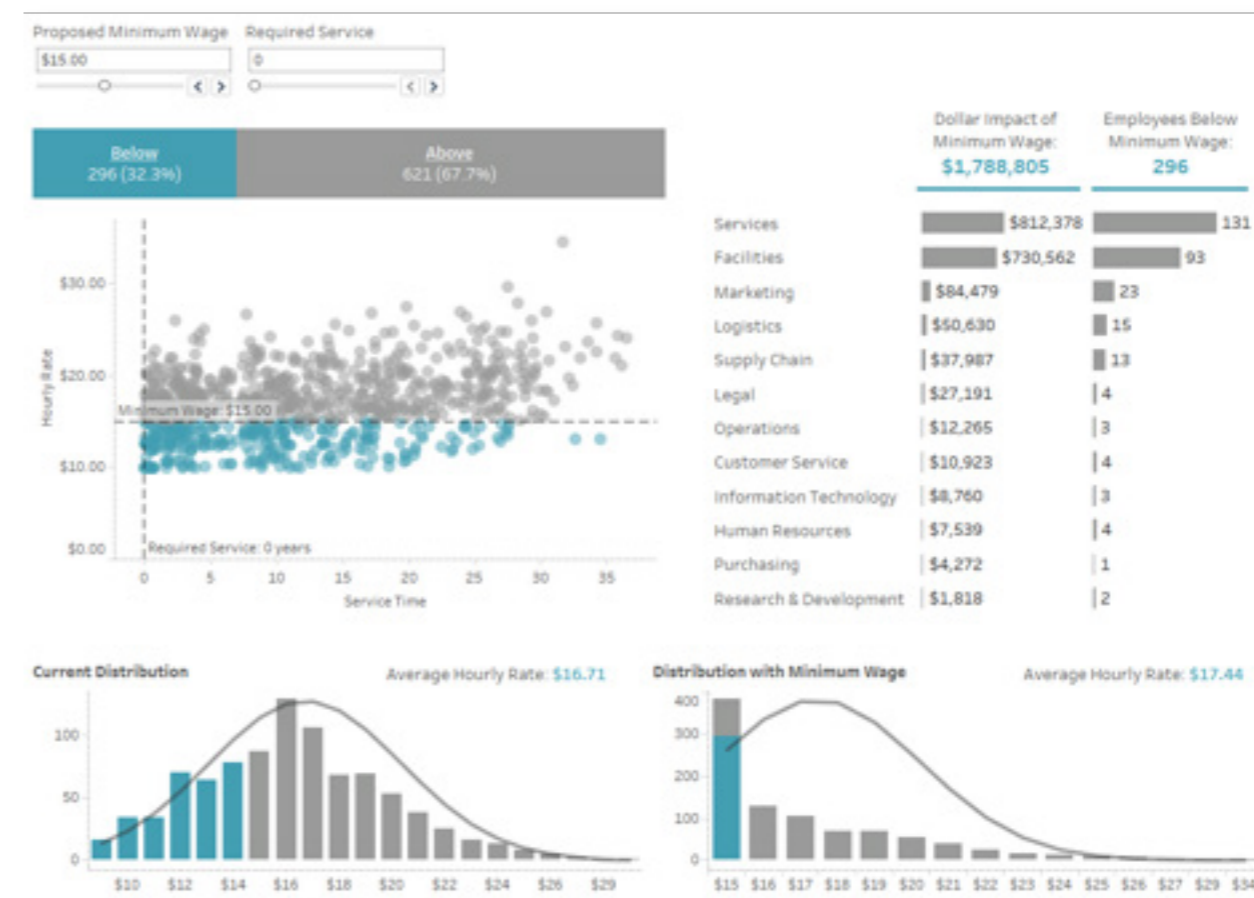 Proposed Minimum Wage Required Service
$15.00 0
Below Above
296 (32.3%) 621 (67.7%)
Dollar Impact of Employees Below
Minimum Wage: Minimum Wage:
$1,788,805 296
Services $812,378 131
Facilities $730,562 93
Marketing $84,479 23
Logistics $50,630 15
Supply Chain $37,987 13
Legal $27,191 4
Operations $12,265 3
Customer Service $10,923 4
Information Technology $8,760 3
Human Resources $7,539 4
Purchasing $4,272 1
Research & Development $1,818 2
Hourly Rate
$30.00
$20.00
Minimum Wage: $15.00
$10.00
$0.00
Required Service: 0 years
0 5 10 15 20 25 30 35
Service Time
Current Distribution Average Hourly Rate: $16.71
100
50
0
$10 $12 $14 $16 $18 $20 $22 $24 $26 $29
Distribution with Minimum Wage Average Hourly Rate: $17.44
400
300
200
100
0
$15 $16 $17 $18 $19 $20 $21 $22 $23 $24 $25 $26 $27 $29 $34